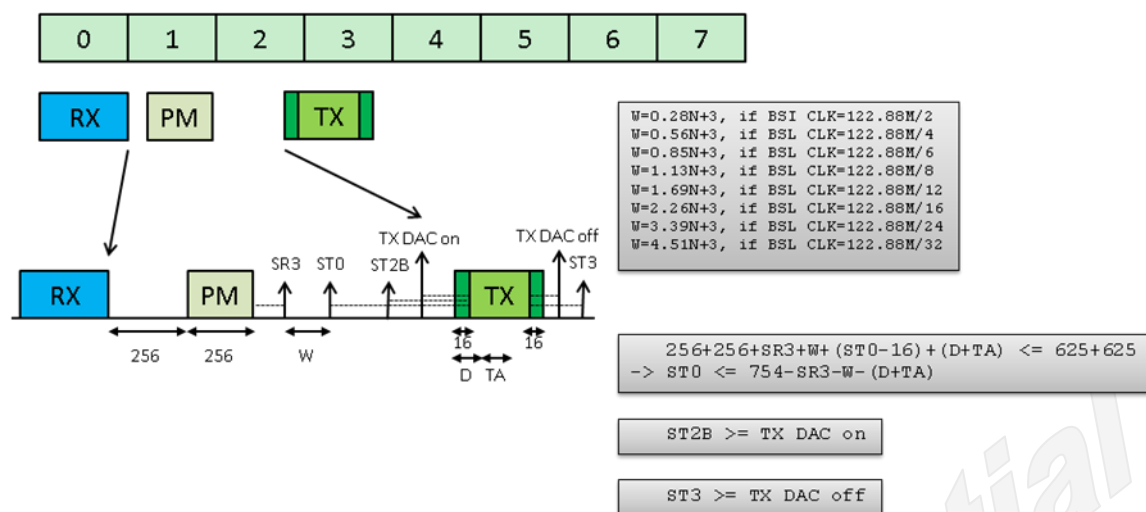 0 1 2 3 4 5 6 7
RX PM TX
W=0.28N+3, if BSI CLK=122.88M/2
W=0.56N+3, if BSL CLK=122.88M/4
W=0.85N+3, if BSL CLK=122.88M/6
W=1.13N+3, if BSL CLK=122.88M/8
W=1.69N+3, if BSL CLK=122.88M/12
W=2.26N+3, if BSL CLK=122.88M/16
W=3.39N+3, if BSL CLK=122.88M/24
W=4.51N+3, if BSL CLK=122.88M/32
TX DAC on TX DAC off
SR3 ST0 ST2B ST3
RX PM TX
256 256 W 16 16
D TA
256+256+SR3+W+(ST0-16)+(D+TA) <= 625+625
-> ST0 <= 754-SR3-W-(D+TA)
ST2B >= TX DAC on
ST3 >= TX DAC off
tial